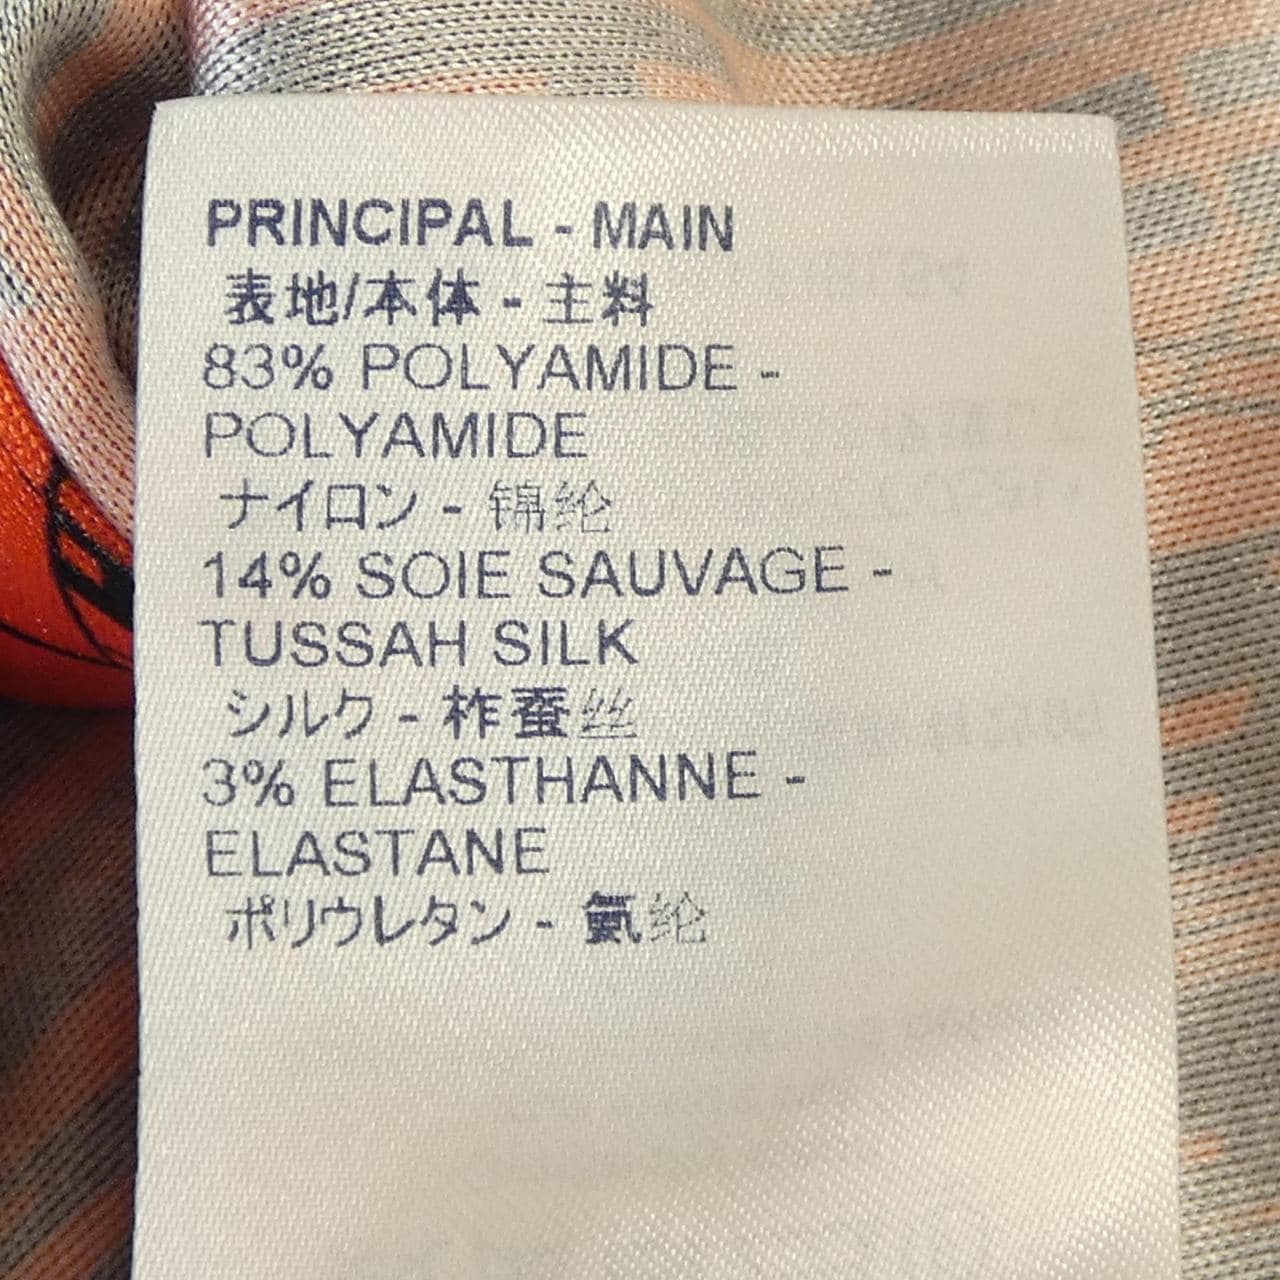 PRINCIPAL - MAIN
表地/本体 - 主料
83% POLYAMIDE -
POLYAMIDE
ナイロン - 锦纶
14% SOIE SAUVAGE -
TUSSAH SILK
シルク - 柞蚕丝
3% ELASTHANNE -
ELASTANE
ポリウレタン - 氨纶